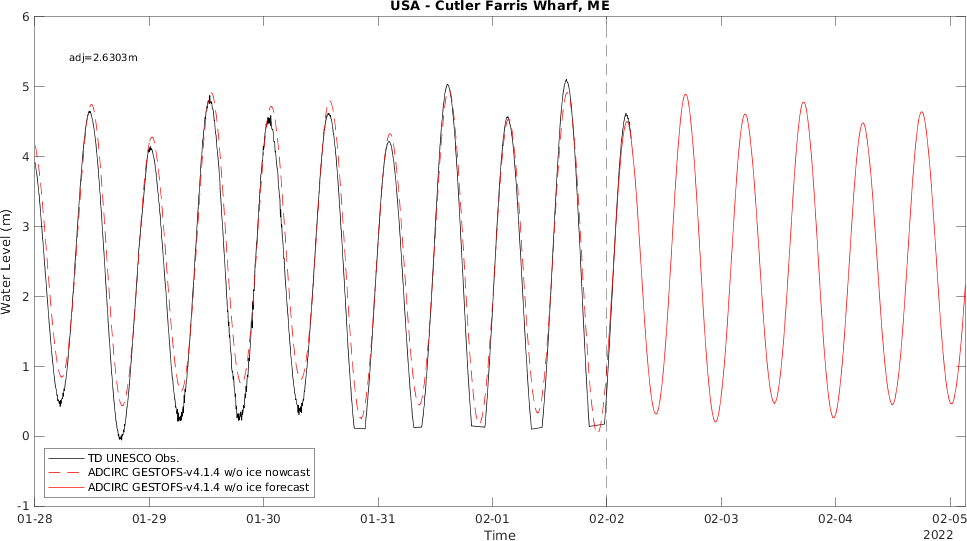 USA - Cutler Farris Wharf, ME
6
adj=2.6303m
5
4
3
2
1
0
-1
Water Level (m)
TD UNESCO Obs.
ADCIRC GESTOFS-v4.1.4 w/o ice nowcast
ADCIRC GESTOFS-v4.1.4 w/o ice forecast
01-28 01-29 01-30 01-31 02-01 02-02 02-03 02-04 02-05
Time 2022